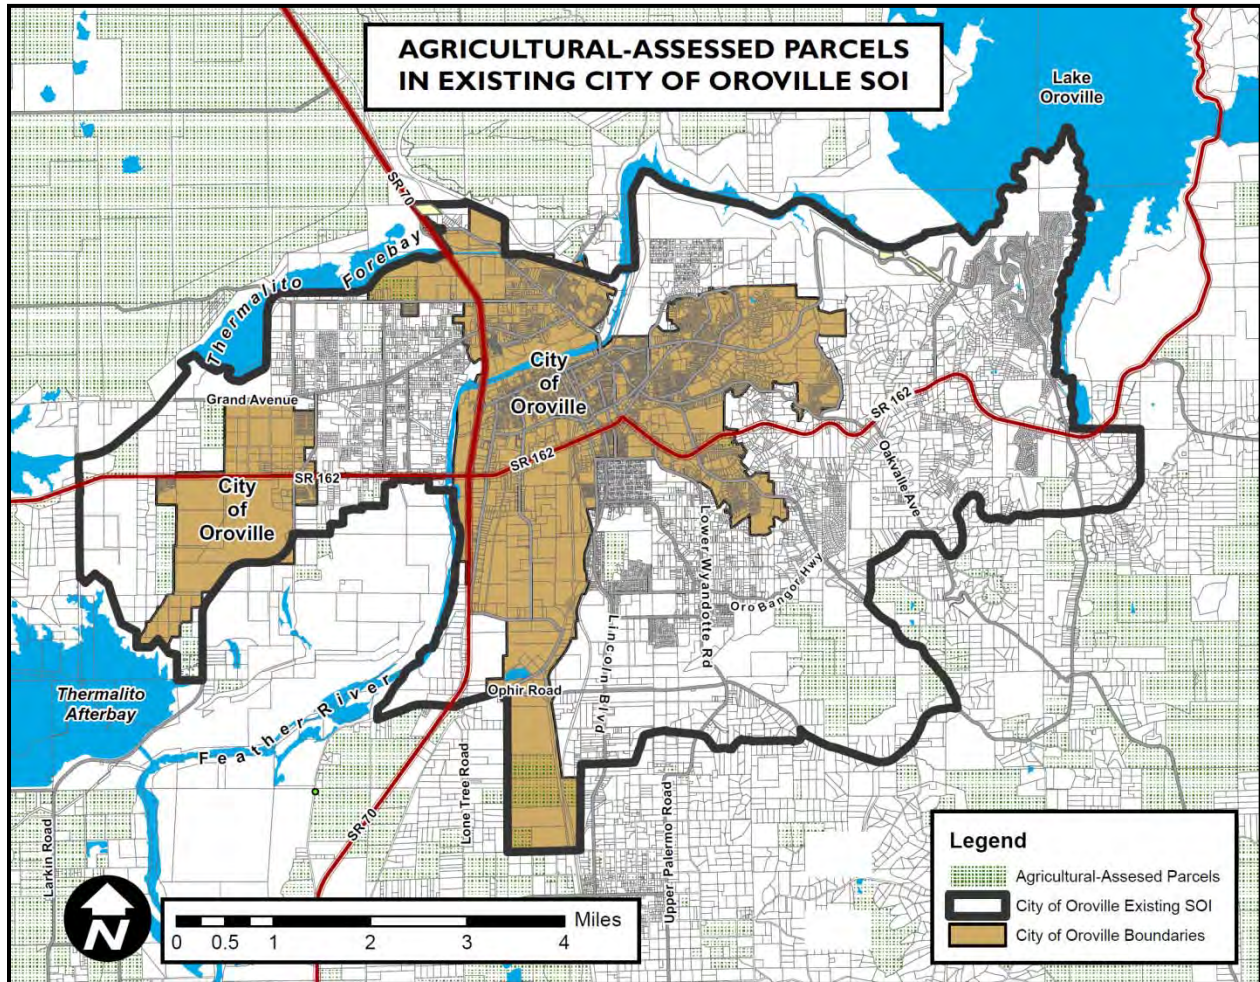 AGRICULTURAL-ASSESSED PARCELS
IN EXISTING CITY OF OROVILLE SOI
Lake
Oroville
SR 70
Thermalito Forebay
Grand Avenue
City
of
Oroville
SR 162
SR 162
SR 162
City
of
Oroville
Oakvalle Ave
Lower Wyandotte Rd
Oro Bangor Hwy
Lincoln Blvd
Ophir Road
Thermalito
Afterbay
Feather River
Lone Tree Road
SR 70
Upper Palermo Road
Larkin Road
N
Miles
0 0.5 1 2 3 4
Legend
Agricultural-Assesed Parcels
City of Oroville Existing SOI
City of Oroville Boundaries